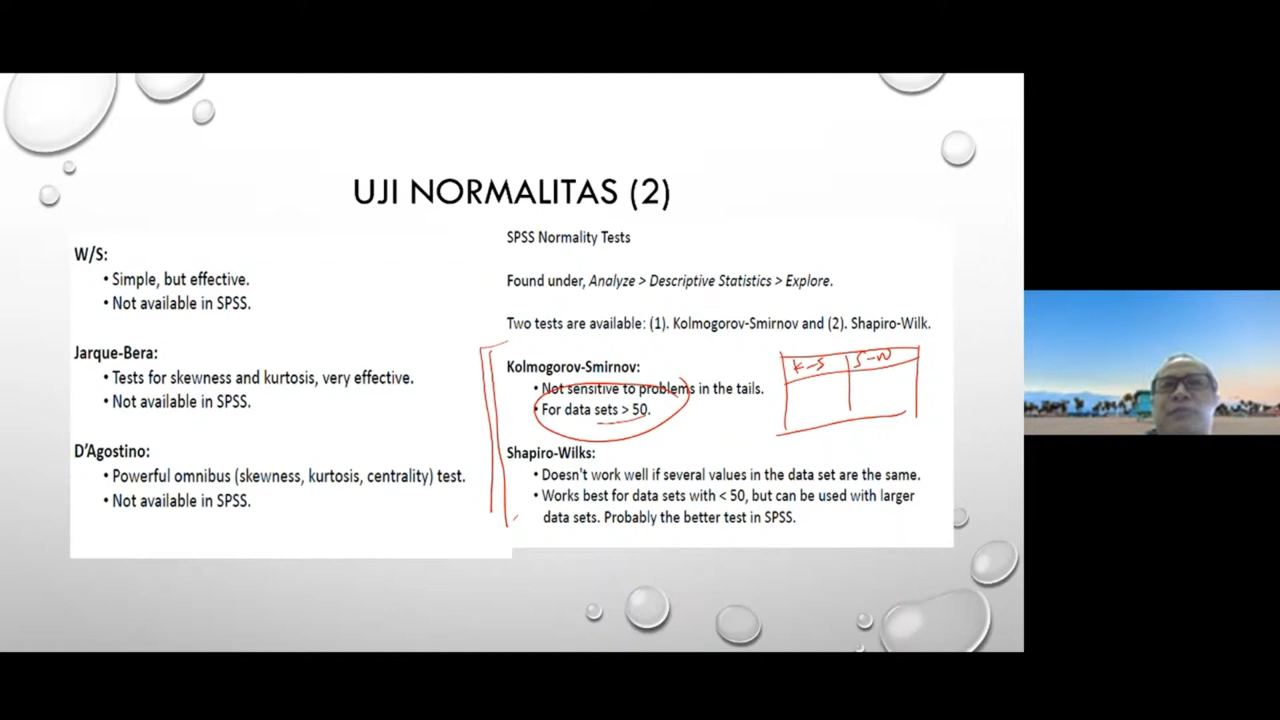 UJI NORMALITAS (2)
W/S:
• Simple, but effective.
• Not available in SPSS.
Jarque-Bera:
• Tests for skewness and kurtosis, very effective.
• Not available in SPSS.
D'Agostino:
• Powerful omnibus (skewness, kurtosis, centrality) test.
• Not available in SPSS.
SPSS Normality Tests
Found under, Analyze > Descriptive Statistics > Explore.
Two tests are available: (1). Kolmogorov-Smirnov and (2). Shapiro-Wilk.
Kolmogorov-Smirnov:
• Not sensitive to problems in the tails.
• For data sets > 50.
K-S S-W
Shapiro-Wilks:
• Doesn't work well if several values in the data set are the same.
• Works best for data sets with < 50, but can be used with larger
data sets. Probably the better test in SPSS.